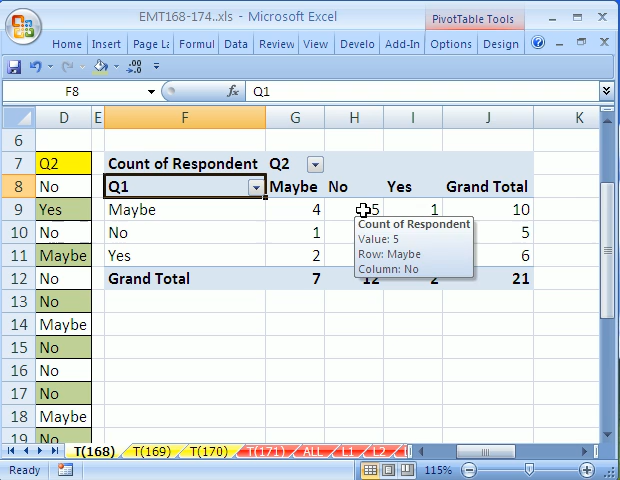 EMT168-174..xls - Microsoft Excel PivotTable Tools
Home Insert Page La Formu Data Review View Develo Add-In Options Design
F8 fx Q1
D E F G H I J K
6
7 Q2 Count of Respondent Q2
8 No Q1 Maybe No Yes Grand Total
9 Yes Maybe 4 5 1 10
10 No No 1 5
11 Maybe Yes 2 6
12 No Grand Total 7 12 2 21
Count of Respondent
Value: 5
Row: Maybe
Column: No
13 No
14 Maybe
15 No
16 No
17 No
18 Maybe
19 No
T(168) T(169) T(170) T(171) ALL L1 L2
Ready 115%